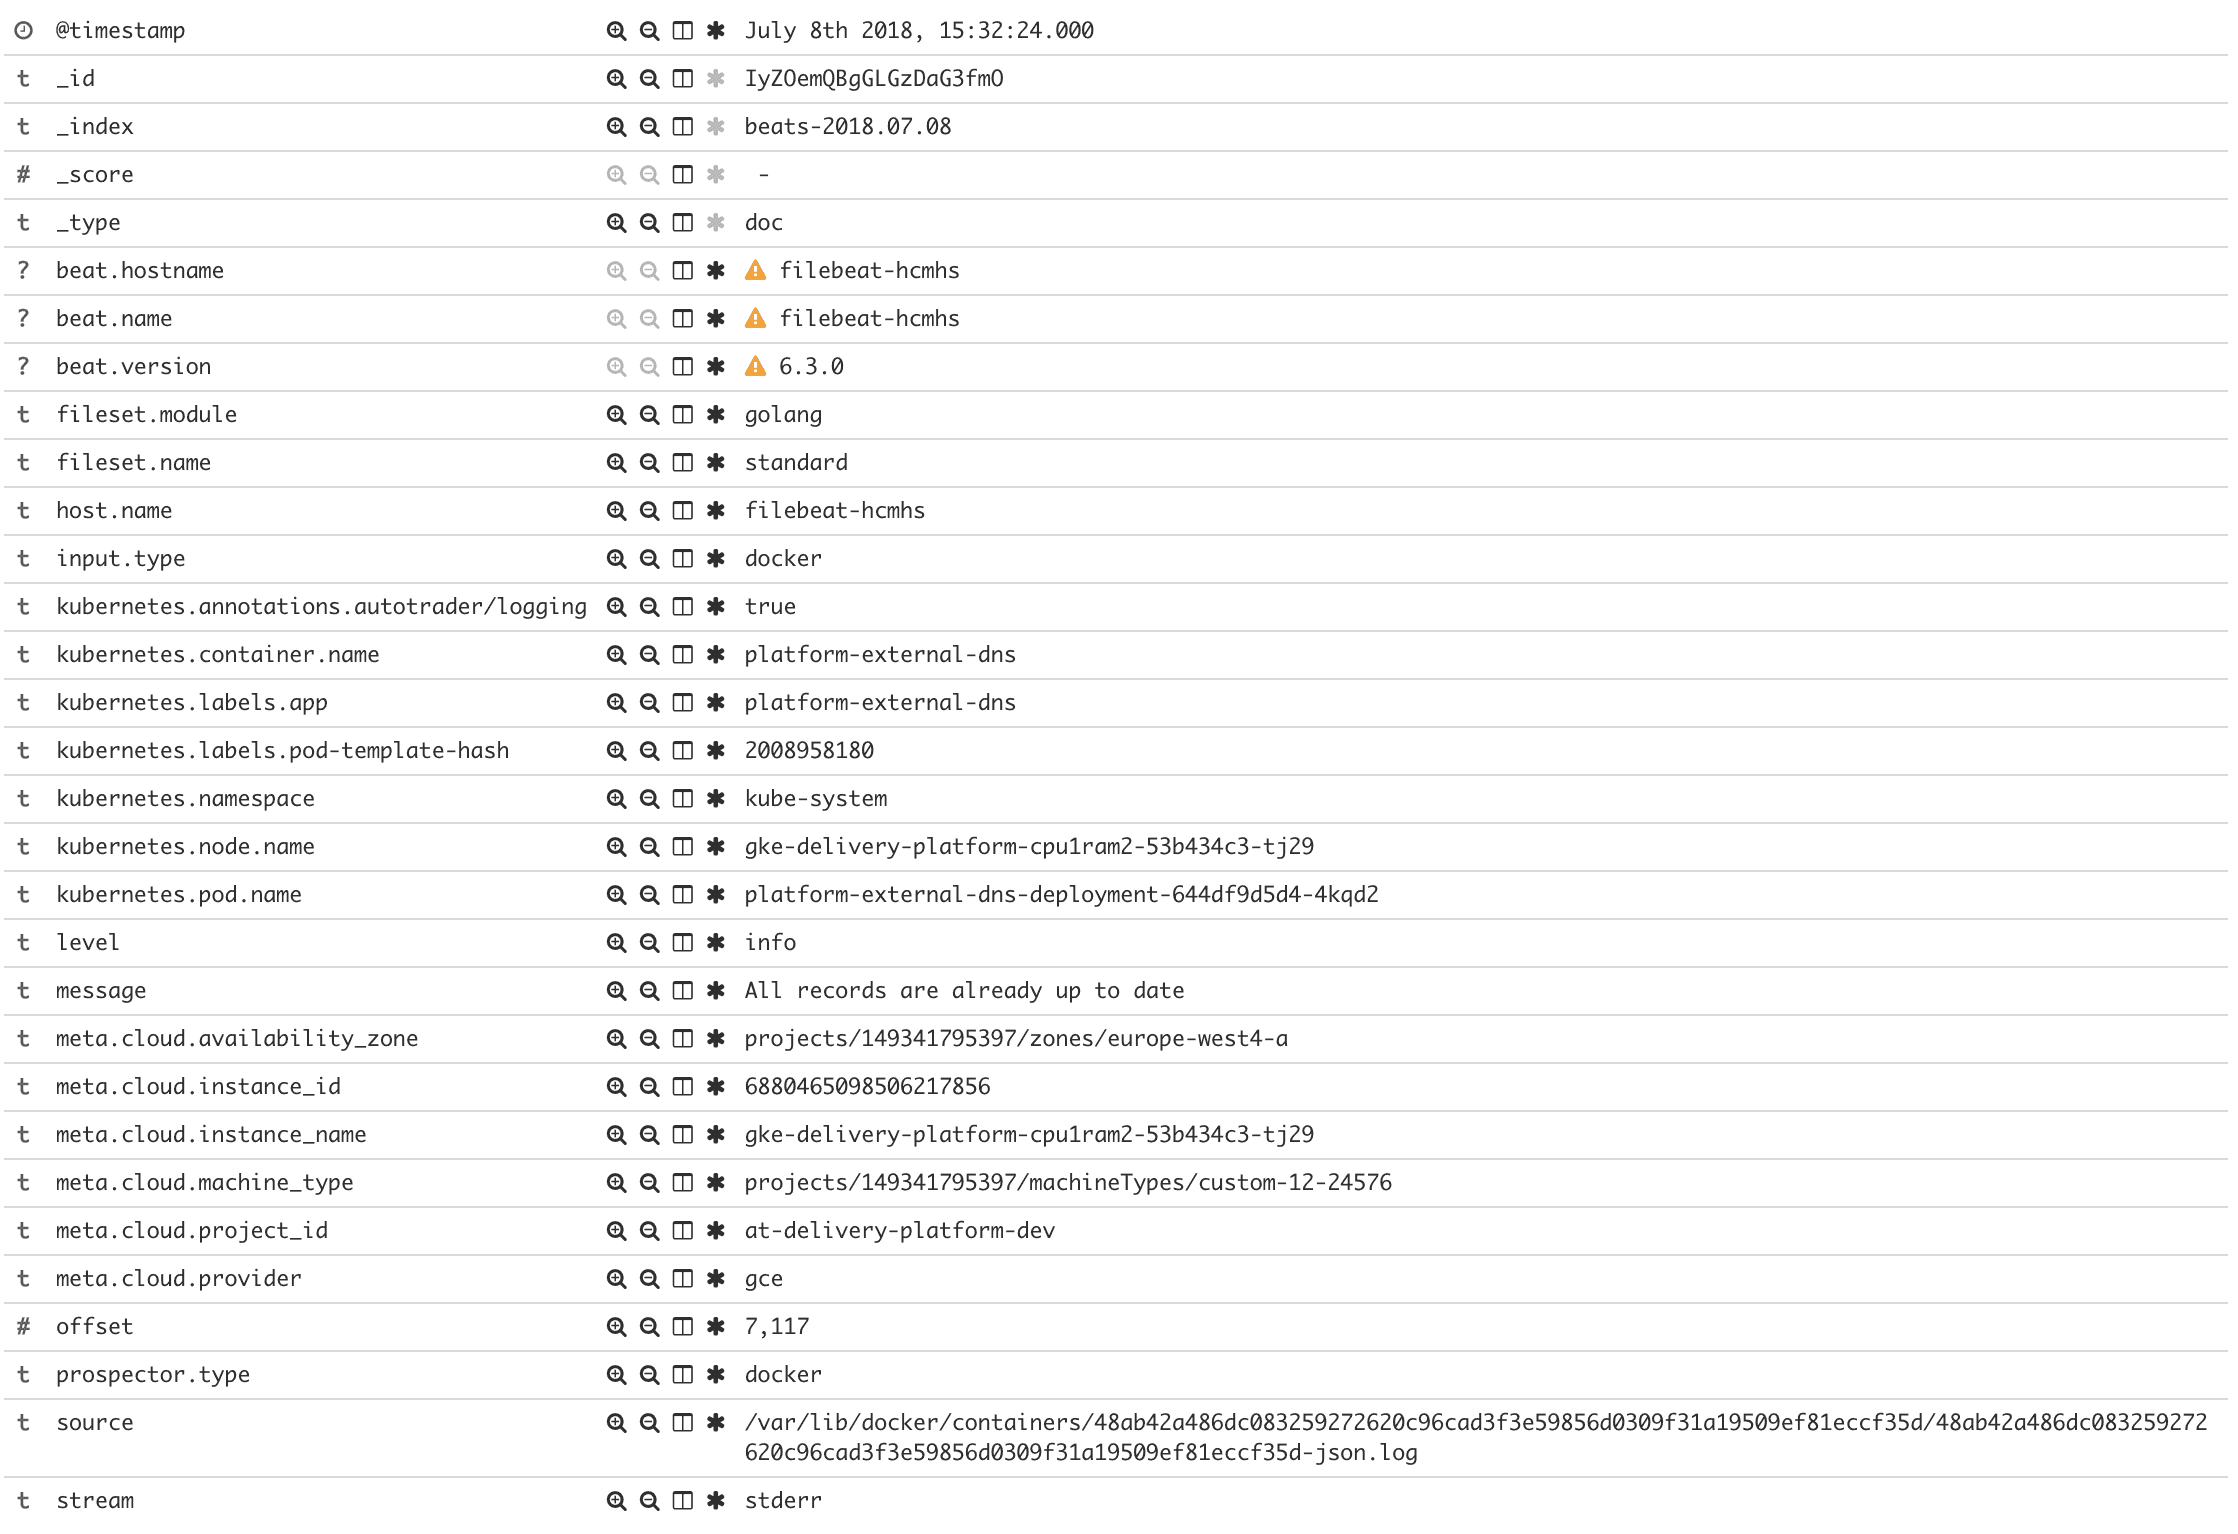 @timestamp July 8th 2018, 15:32:24.000
t _id IyZOemQBgGLGzDaG3fmO
t _index beats-2018.07.08
# _score -
t _type doc
? beat.hostname filebeat-hcmhs
? beat.name filebeat-hcmhs
? beat.version 6.3.0
t fileset.module golang
t fileset.name standard
t host.name filebeat-hcmhs
t input.type docker
t kubernetes.annotations.autotrader/logging true
t kubernetes.container.name platform-external-dns
t kubernetes.labels.app platform-external-dns
t kubernetes.labels.pod-template-hash 2008958180
t kubernetes.namespace kube-system
t kubernetes.node.name gke-delivery-platform-cpu1ram2-53b434c3-tj29
t kubernetes.pod.name platform-external-dns-deployment-644df9d5d4-4kqd2
t level info
t message All records are already up to date
t meta.cloud.availability_zone projects/149341795397/zones/europe-west4-a
t meta.cloud.instance_id 6880465098506217856
t meta.cloud.instance_name gke-delivery-platform-cpu1ram2-53b434c3-tj29
t meta.cloud.machine_type projects/149341795397/machineTypes/custom-12-24576
t meta.cloud.project_id at-delivery-platform-dev
t meta.cloud.provider gce
# offset 7,117
t prospector.type docker
t source /var/lib/docker/containers/48ab42a486dc083259272620c96cad3f3e59856d0309f31a19509ef81eccf35d/48ab42a486dc083259272
620c96cad3f3e59856d0309f31a19509ef81eccf35d-json.log
t stream stderr